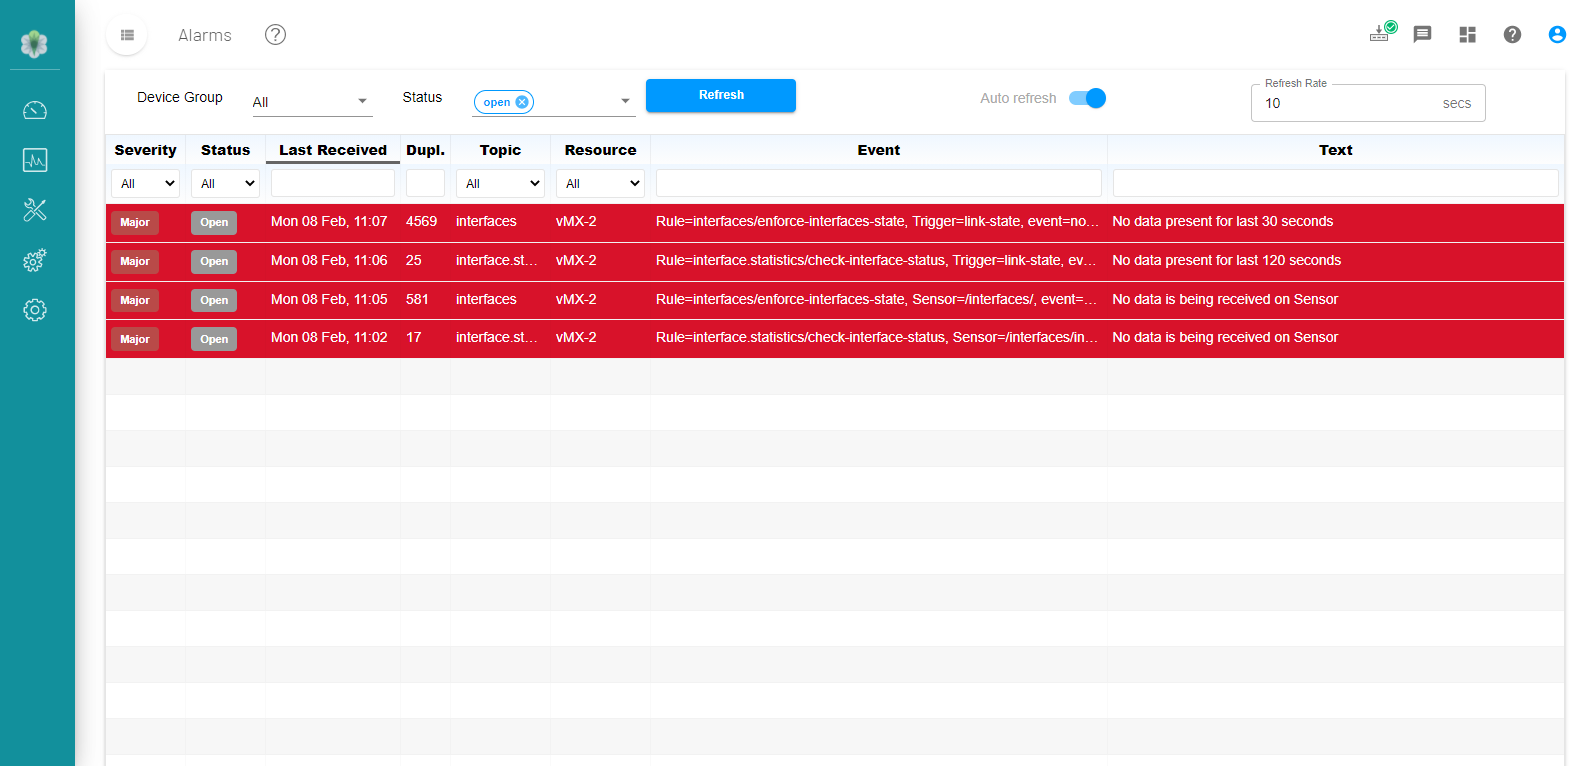 Alarms
Device Group All Status open Refresh Auto refresh Refresh Rate 10 secs
Severity Status Last Received Dupl. Topic Resource Event Text
All All All All
Major Open Mon 08 Feb, 11:07 4569 interfaces vMX-2 Rule=interfaces/enforce-interfaces-state, Trigger=link-state, event=no... No data present for last 30 seconds
Major Open Mon 08 Feb, 11:06 25 interface.st... vMX-2 Rule=interface.statistics/check-interface-status, Trigger=link-state, ev... No data present for last 120 seconds
Major Open Mon 08 Feb, 11:05 581 interfaces vMX-2 Rule=interfaces/enforce-interfaces-state, Sensor=/interfaces/, event=... No data is being received on Sensor
Major Open Mon 08 Feb, 11:02 17 interface.st... vMX-2 Rule=interface.statistics/check-interface-status, Sensor=/interfaces/in... No data is being received on Sensor